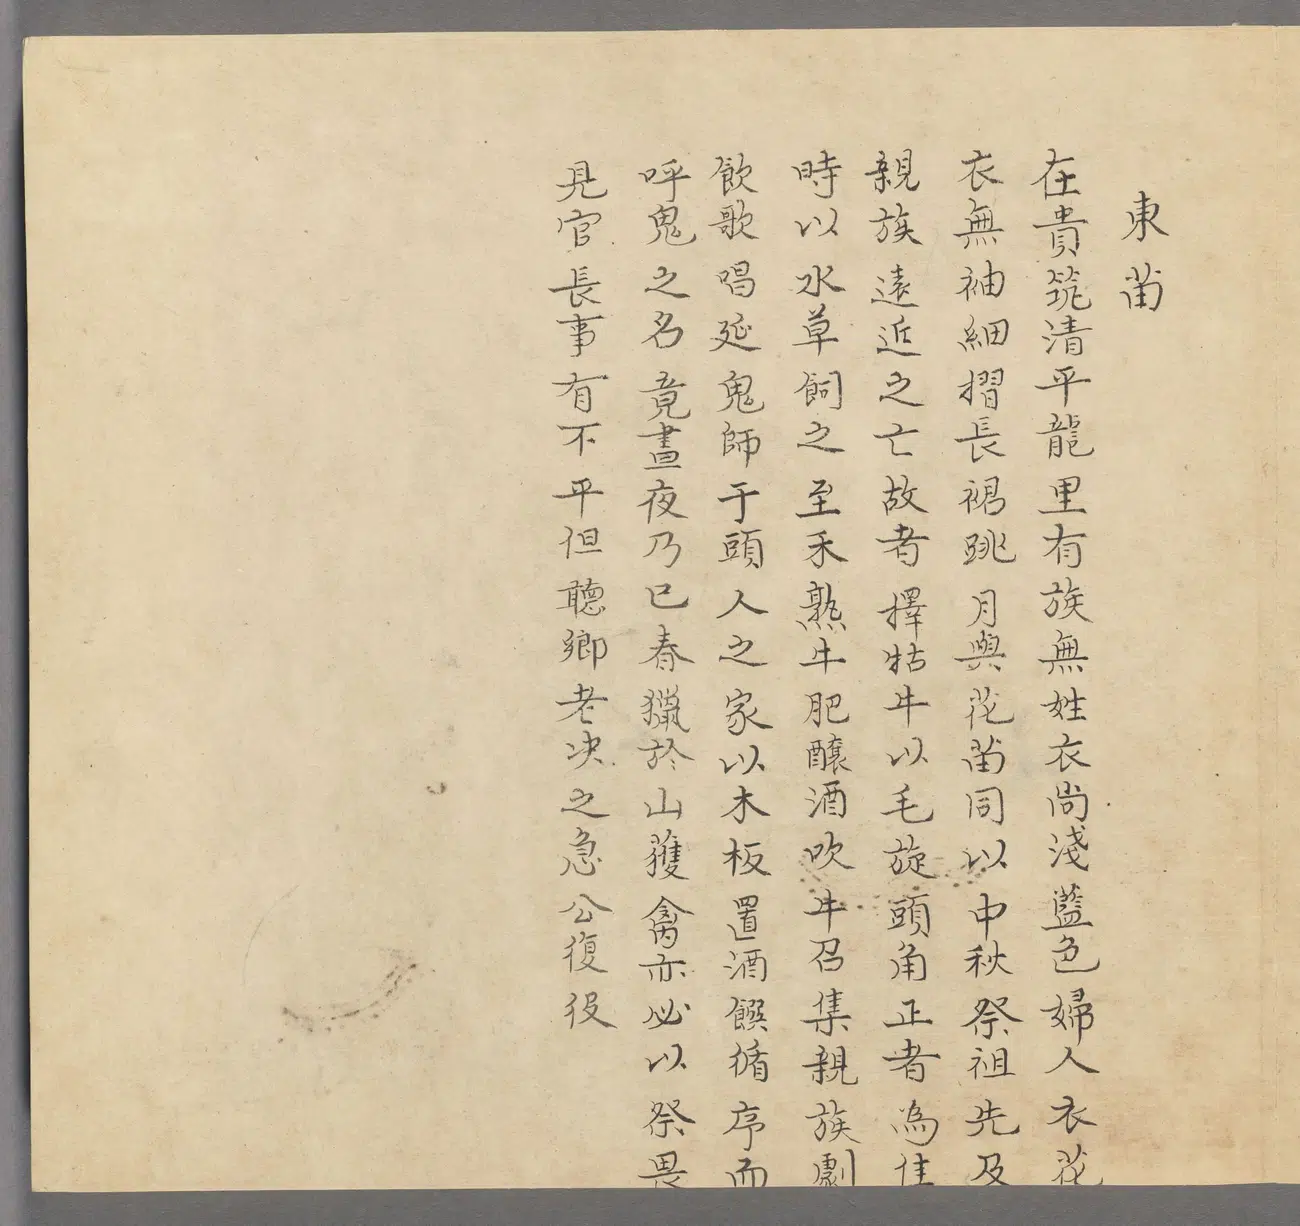 東苗
在貴筑清平龍里有族無姓衣尚淺藍色婦人衣花
衣無袖細摺長裙跳月與花苗同以中秋祭祖先及
親族遠近之亡故者擇牯牛以毛旋頭角正者為佳
時以水草飼之至禾熟牛肥釀酒吹牛召集親族劇
飲歌唱延鬼師于頭人之家以木板置酒饌循序而
呼鬼之名竟晝夜乃已春獵於山獲禽亦必以祭畏
見官長事有不平但聽鄉老决之急公復役